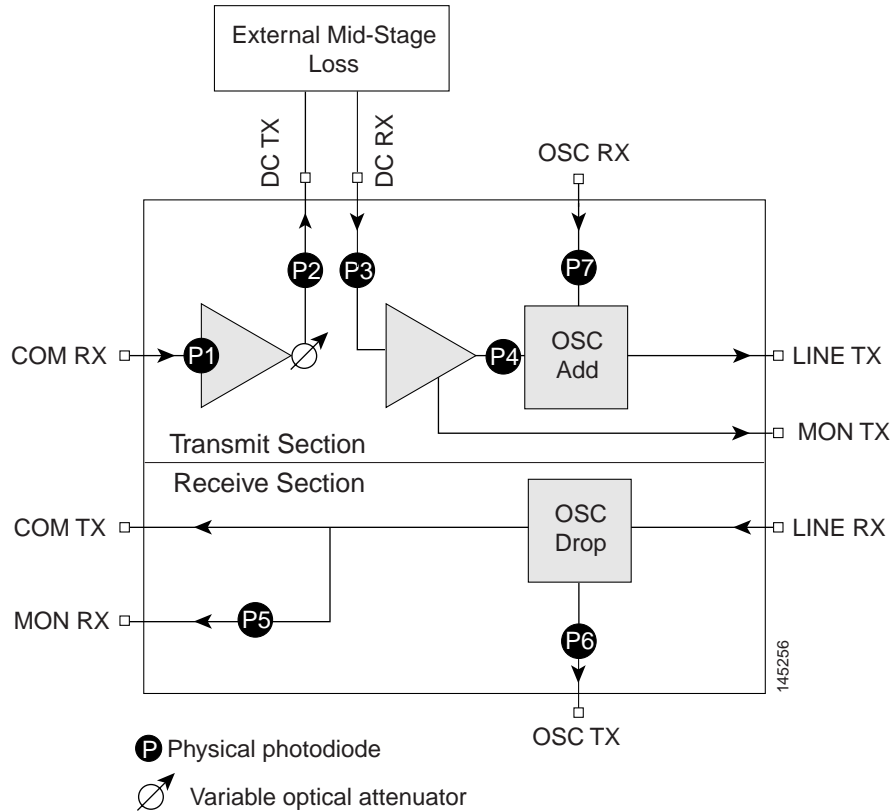 External Mid-Stage
Loss
DC TX
DC RX
OSC RX
P2
P3
P7
COM RX
P1
P4
OSC
Add
LINE TX
MON TX
Transmit Section
Receive Section
COM TX
OSC
Drop
LINE RX
MON RX
P5
P6
145256
OSC TX
P Physical photodiode
Variable optical attenuator